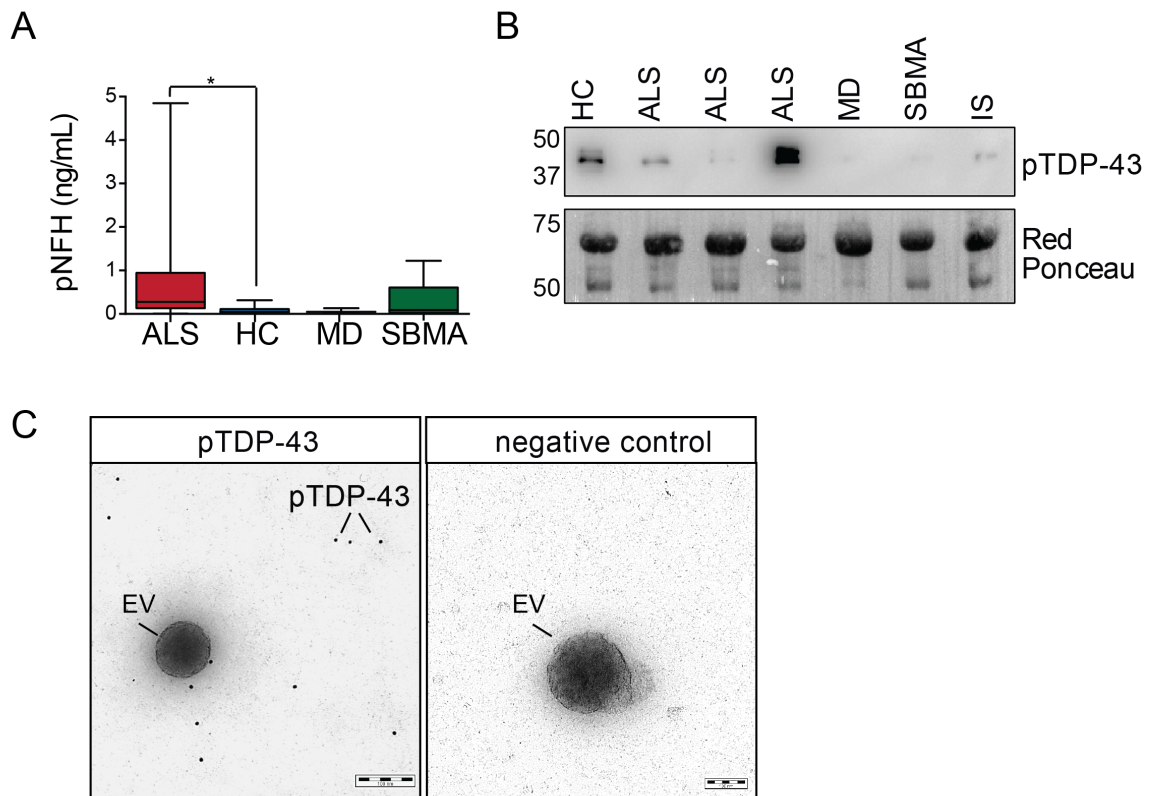 A
pNFH (ng/mL)
5
4
3
2
1
0
*
ALS HC MD SBMA
B
HC ALS ALS ALS MD SBMA IS
50
37
pTDP-43
75
50
Red
Ponceau
C
pTDP-43
negative control
pTDP-43
EV
EV